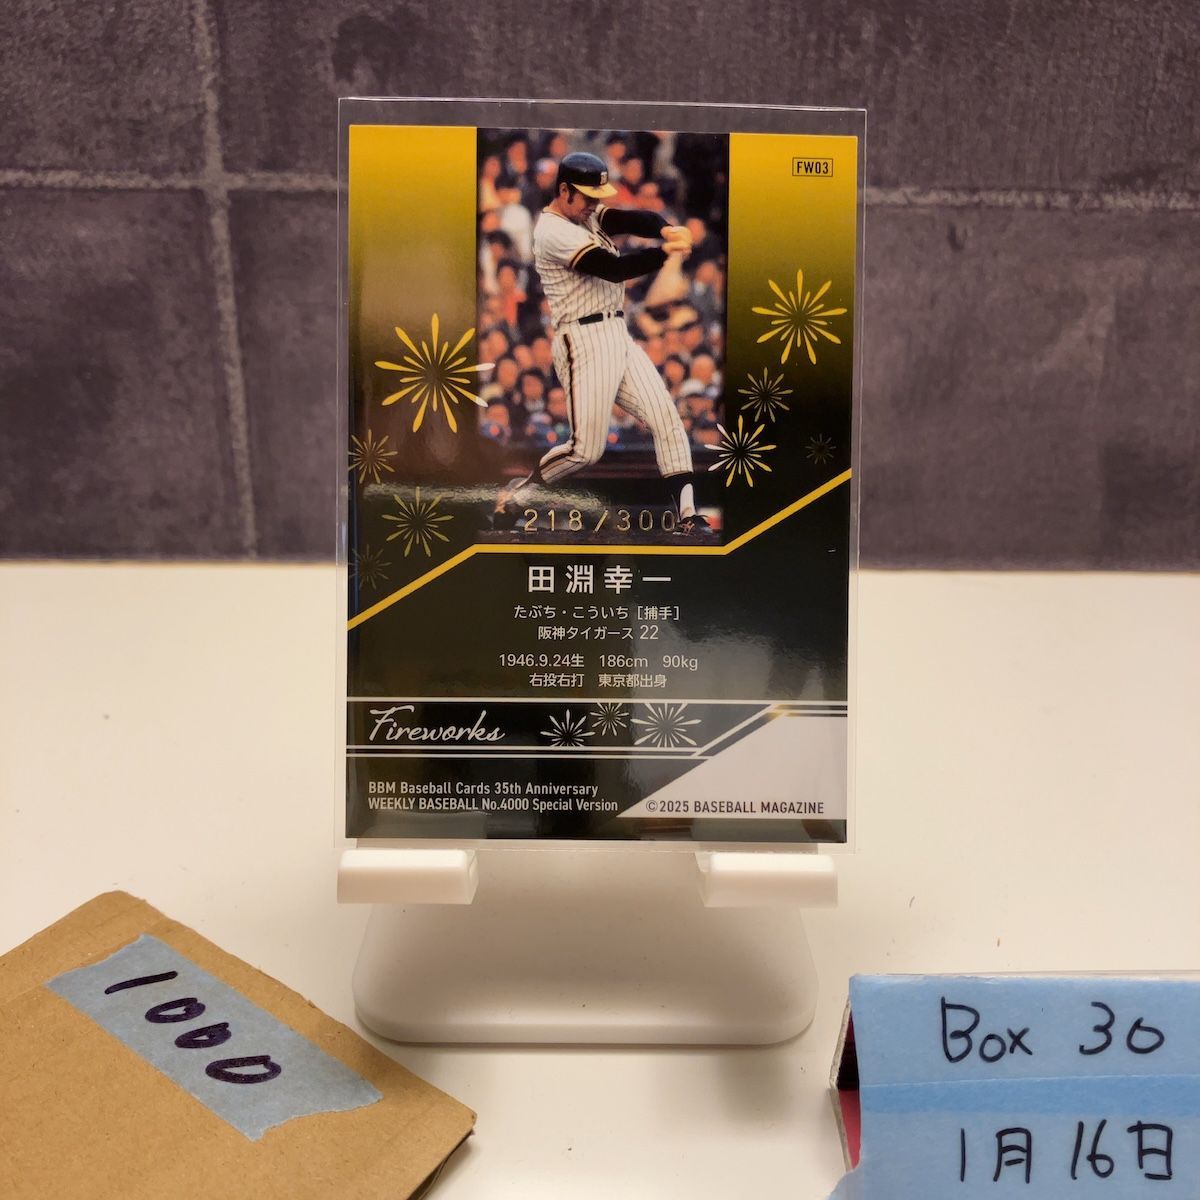 FW03
218/300
田淵幸一
たぶち・こういち［捕手］
阪神タイガース 22
1946.9.24生 186cm 90kg
右投右打 東京都出身
Fireworks
BBM Baseball Cards 35th Anniversary
WEEKLY BASEBALL No.4000 Special Version
©2025 BASEBALL MAGAZINE
1000
Box 30
1月16日